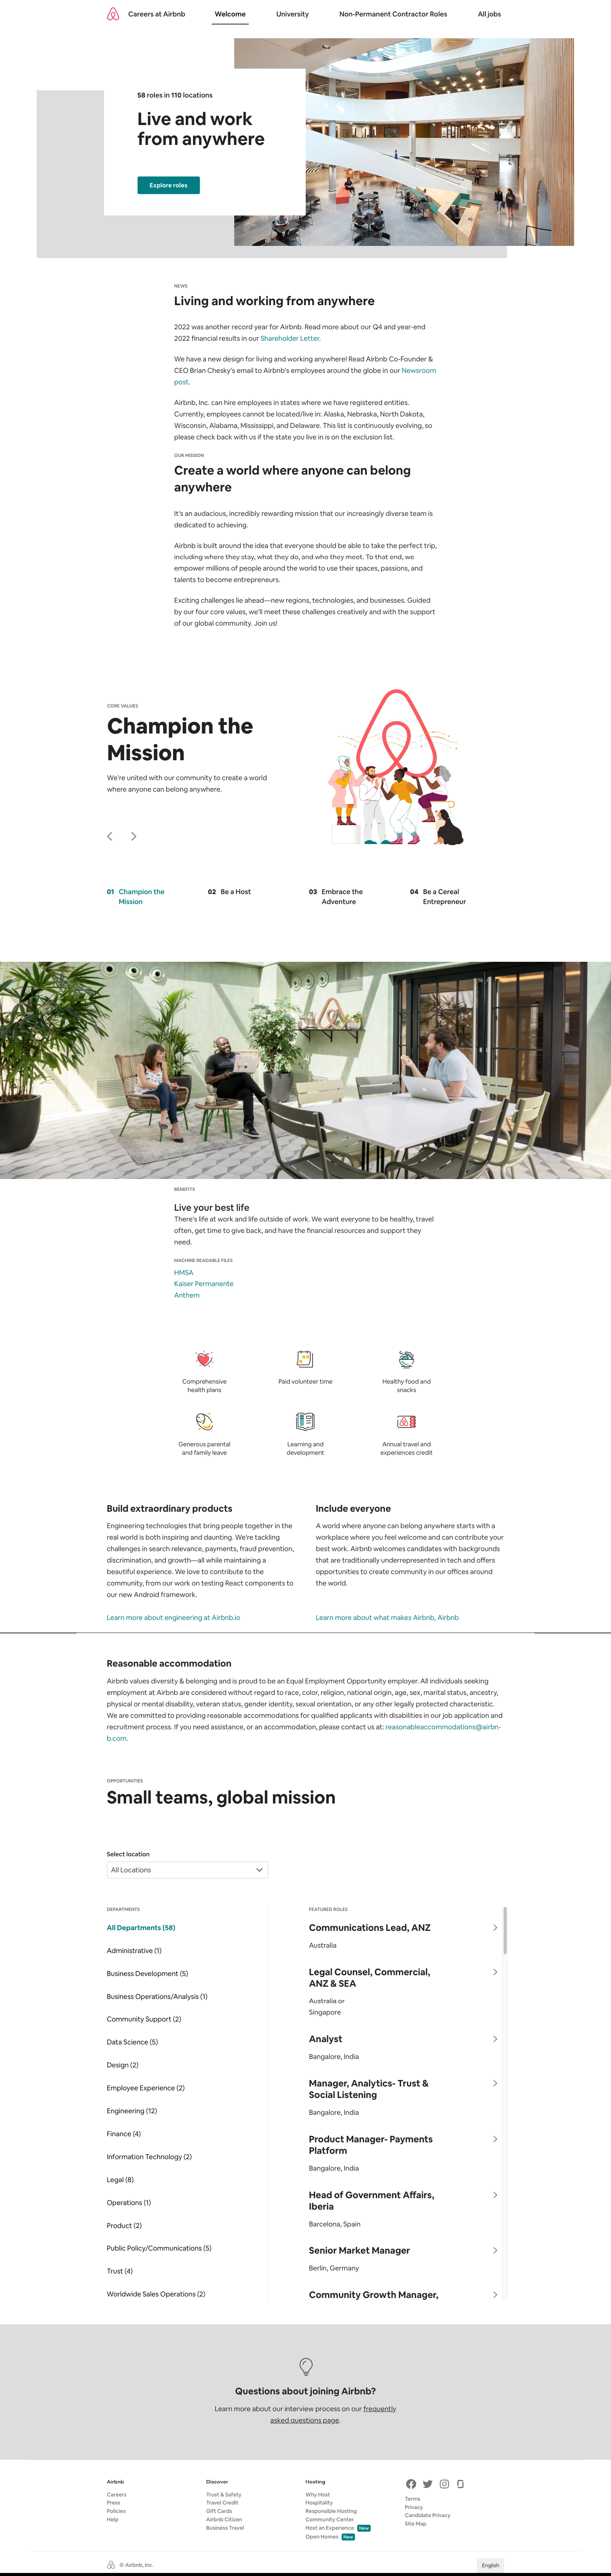 Careers at Airbnb
Welcome
University
Non-Permanent Contractor Roles
All jobs
58 roles in 110 locations
Live and work
from anywhere
Explore roles
NEWS
Living and working from anywhere
2022 was another record year for Airbnb. Read more about our Q4 and year-end
2022 financial results in our Shareholder Letter.
We have a new design for living and working anywhere! Read Airbnb Co-Founder &
CEO Brian Chesky's email to Airbnb's employees around the globe in our Newsroom
post.
Airbnb, Inc. can hire employees in states where we have registered entities.
Currently, employees cannot be located/live in: Alaska, Nebraska, North Dakota,
Wisconsin, Alabama, Mississippi, and Delaware. This list is continuously evolving, so
please check back with us if the state you live in is on the exclusion list.
OUR MISSION
Create a world where anyone can belong
anywhere
It's an audacious, incredibly rewarding mission that our increasingly diverse team is
dedicated to achieving.
Airbnb is built around the idea that everyone should be able to take the perfect trip,
including where they stay, what they do, and who they meet. To that end, we
empower millions of people around the world to use their spaces, passions, and
talents to become entrepreneurs.
Exciting challenges lie ahead—new regions, technologies, and businesses. Guided
by our four core values, we'll meet these challenges creatively and with the support
of our global community. Join us!
CORE VALUES
Champion the
Mission
We're united with our community to create a world
where anyone can belong anywhere.
01 Champion the
Mission
02 Be a Host
03 Embrace the
Adventure
04 Be a Cereal
Entrepreneur
BENEFITS
Live your best life
There's life at work and life outside of work. We want everyone to be healthy, travel
often, get time to give back, and have the financial resources and support they
need.
MACHINE READABLE FILES
HMSA
Kaiser Permanente
Anthem
Comprehensive
health plans
Paid volunteer time
Healthy food and
snacks
Generous parental
and family leave
Learning and
development
Annual travel and
experiences credit
Build extraordinary products
Engineering technologies that bring people together in the
real world is both inspiring and daunting. We're tackling
challenges in search relevance, payments, fraud prevention,
discrimination, and growth—all while maintaining a
beautiful experience. We love to contribute to the
community, from our work on testing React components to
our new Android framework.
Learn more about engineering at Airbnb.io
Include everyone
A world where anyone can belong anywhere starts with a
workplace where you feel welcome and can contribute your
best work. Airbnb welcomes candidates with backgrounds
that are traditionally underrepresented in tech and offers
opportunities to create community in our offices around
the world.
Learn more about what makes Airbnb, Airbnb
Reasonable accommodation
Airbnb values diversity & belonging and is proud to be an Equal Employment Opportunity employer. All individuals seeking
employment at Airbnb are considered without regard to race, color, religion, national origin, age, sex, marital status, ancestry,
physical or mental disability, veteran status, gender identity, sexual orientation, or any other legally protected characteristic.
We are committed to providing reasonable accommodations for qualified applicants with disabilities in our job application and
recruitment process. If you need assistance, or an accommodation, please contact us at: reasonableaccommodations@airbn-
b.com.
OPPORTUNITIES
Small teams, global mission
Select location
All Locations
DEPARTMENTS
All Departments (58)
Administrative (1)
Business Development (5)
Business Operations/Analysis (1)
Community Support (2)
Data Science (5)
Design (2)
Employee Experience (2)
Engineering (12)
Finance (4)
Information Technology (2)
Legal (8)
Operations (1)
Product (2)
Public Policy/Communications (5)
Trust (4)
Worldwide Sales Operations (2)
FEATURED ROLES
Communications Lead, ANZ
Australia
Legal Counsel, Commercial,
ANZ & SEA
Australia or
Singapore
Analyst
Bangalore, India
Manager, Analytics- Trust &
Social Listening
Bangalore, India
Product Manager- Payments
Platform
Bangalore, India
Head of Government Affairs,
Iberia
Barcelona, Spain
Senior Market Manager
Berlin, Germany
Community Growth Manager,
Questions about joining Airbnb?
Learn more about our interview process on our frequently
asked questions page.
Airbnb
Careers
Press
Policies
Help
Discover
Trust & Safety
Travel Credit
Gift Cards
Airbnb Citizen
Business Travel
Hosting
Why Host
Hospitality
Responsible Hosting
Community Center
Host an Experience New
Open Homes New
Terms
Privacy
Candidate Privacy
Site Map
© Airbnb, Inc.
English